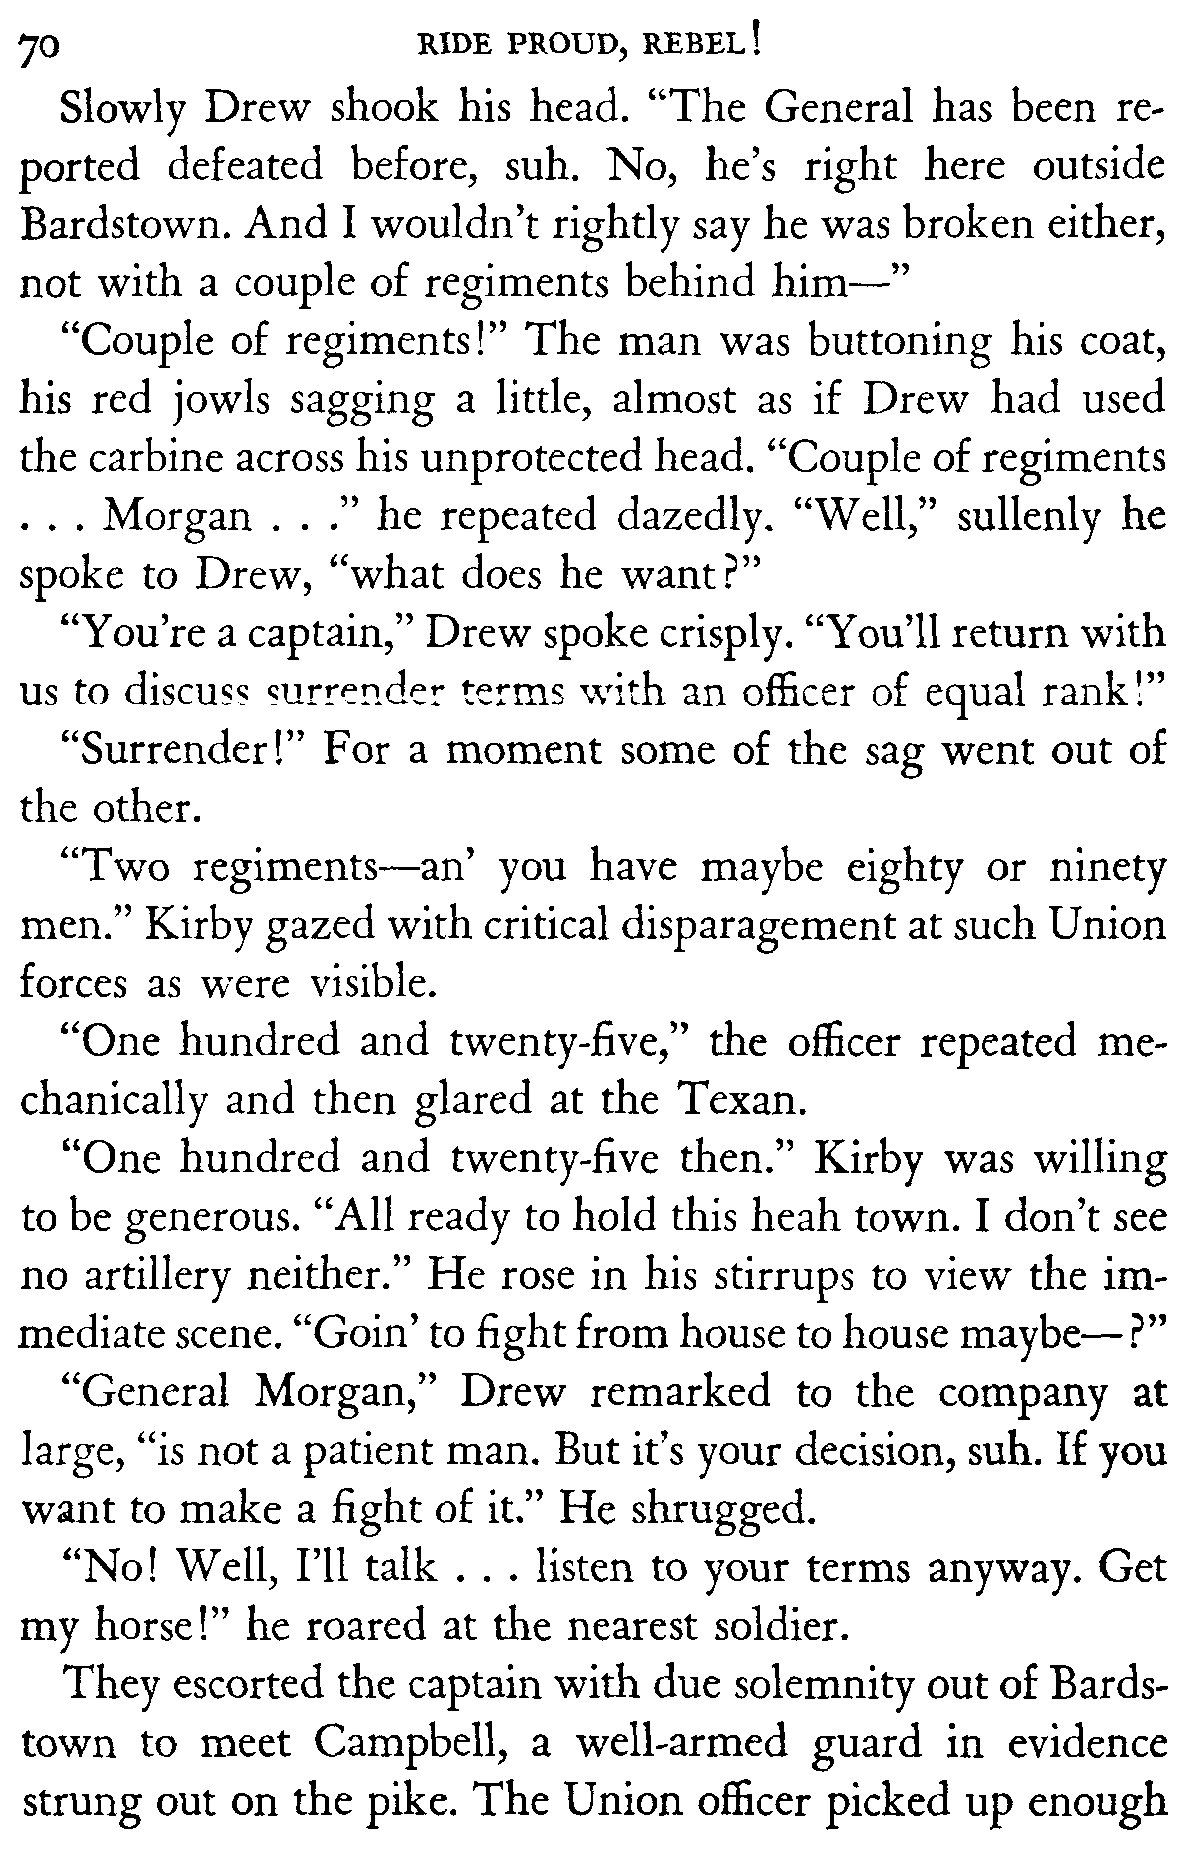 70 RIDE PROUD, REBEL!
Slowly Drew shook his head. “The General has been re-
ported defeated before, suh. No, he’s right here outside
Bardstown. And I wouldn’t rightly say he was broken either,
not with a couple of regiments behind him—”
“Couple of regiments!” The man was buttoning his coat,
his red jowls sagging a little, almost as if Drew had used
the carbine across his unprotected head. “Couple of regiments
. . . Morgan . . .” he repeated dazedly. “Well,” sullenly he
spoke to Drew, “what does he want?”
“You’re a captain,” Drew spoke crisply. “You’ll return with
us to discuss surrender terms with an officer of equal rank!”
“Surrender!” For a moment some of the sag went out of
the other.
“Two regiments—an’ you have maybe eighty or ninety
men.” Kirby gazed with critical disparagement at such Union
forces as were visible.
“One hundred and twenty-five,” the officer repeated me-
chanically and then glared at the Texan.
“One hundred and twenty-five then.” Kirby was willing
to be generous. “All ready to hold this heah town. I don’t see
no artillery neither.” He rose in his stirrups to view the im-
mediate scene. “Goin’ to fight from house to house maybe—?”
“General Morgan,” Drew remarked to the company at
large, “is not a patient man. But it’s your decision, suh. If you
want to make a fight of it.” He shrugged.
“No! Well, I’ll talk . . . listen to your terms anyway. Get
my horse!” he roared at the nearest soldier.
They escorted the captain with due solemnity out of Bards-
town to meet Campbell, a well-armed guard in evidence
strung out on the pike. The Union officer picked up enough